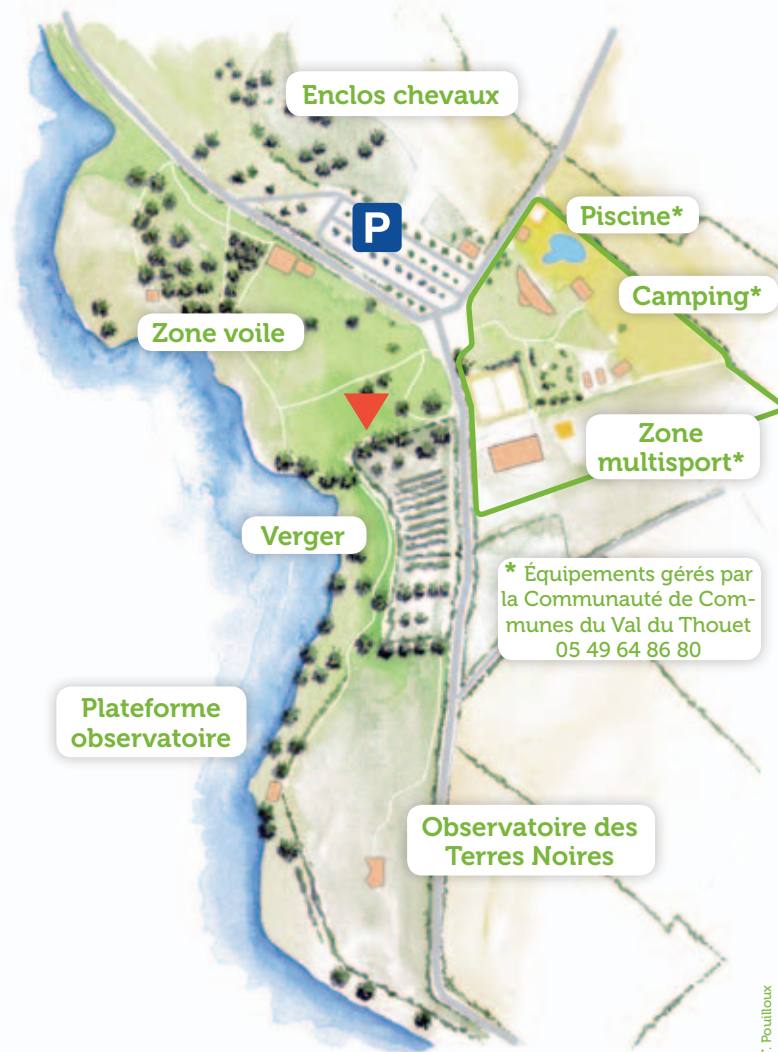 Enclos chevaux
P
Piscine*
Camping*
Zone voile
Zone
multisport*
Verger
* Équipements gérés par
la Communauté de Com-
munes du Val du Thouet
05 49 64 86 80
Plateforme
observatoire
Observatoire des
Terres Noires
Pouilloux